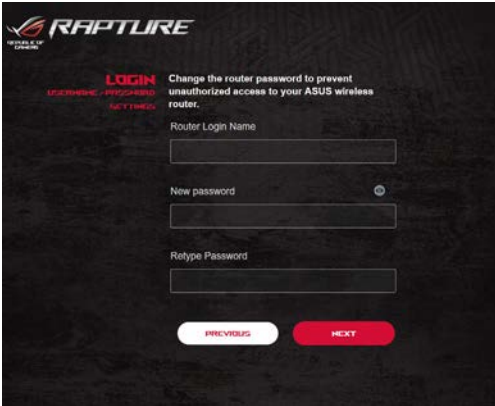 REPUBLIC OF
GAMERS
RAPTURE
LOGIN
USERNAME / PASSWORD
SETTINGS
Change the router password to prevent
unauthorized access to your ASUS wireless
router.
Router Login Name
New password
Retype Password
PREVIOUS
NEXT